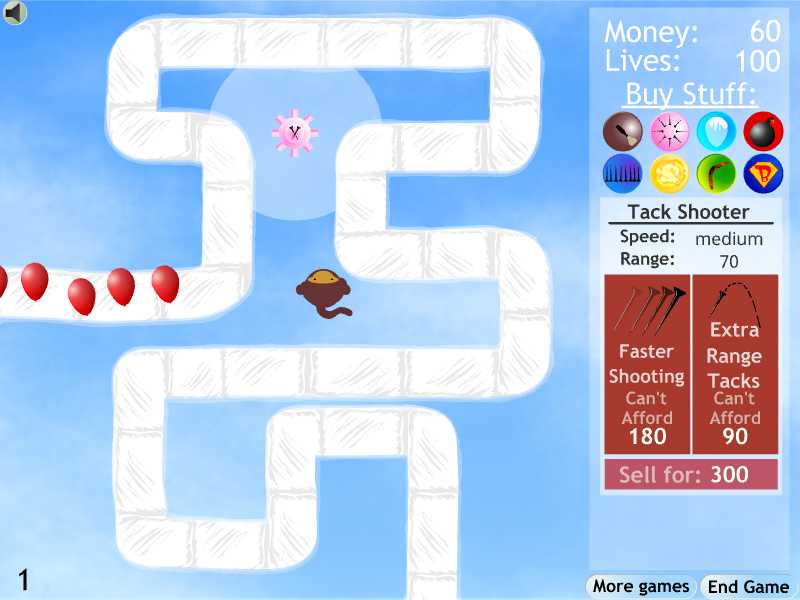 Money: 60
Lives: 100
Buy Stuff:
Tack Shooter
Speed: medium
Range: 70
Faster
Shooting
Can't
Afford
180
Extra
Range
Tacks
Can't
Afford
90
Sell for: 300
1
More games End Game